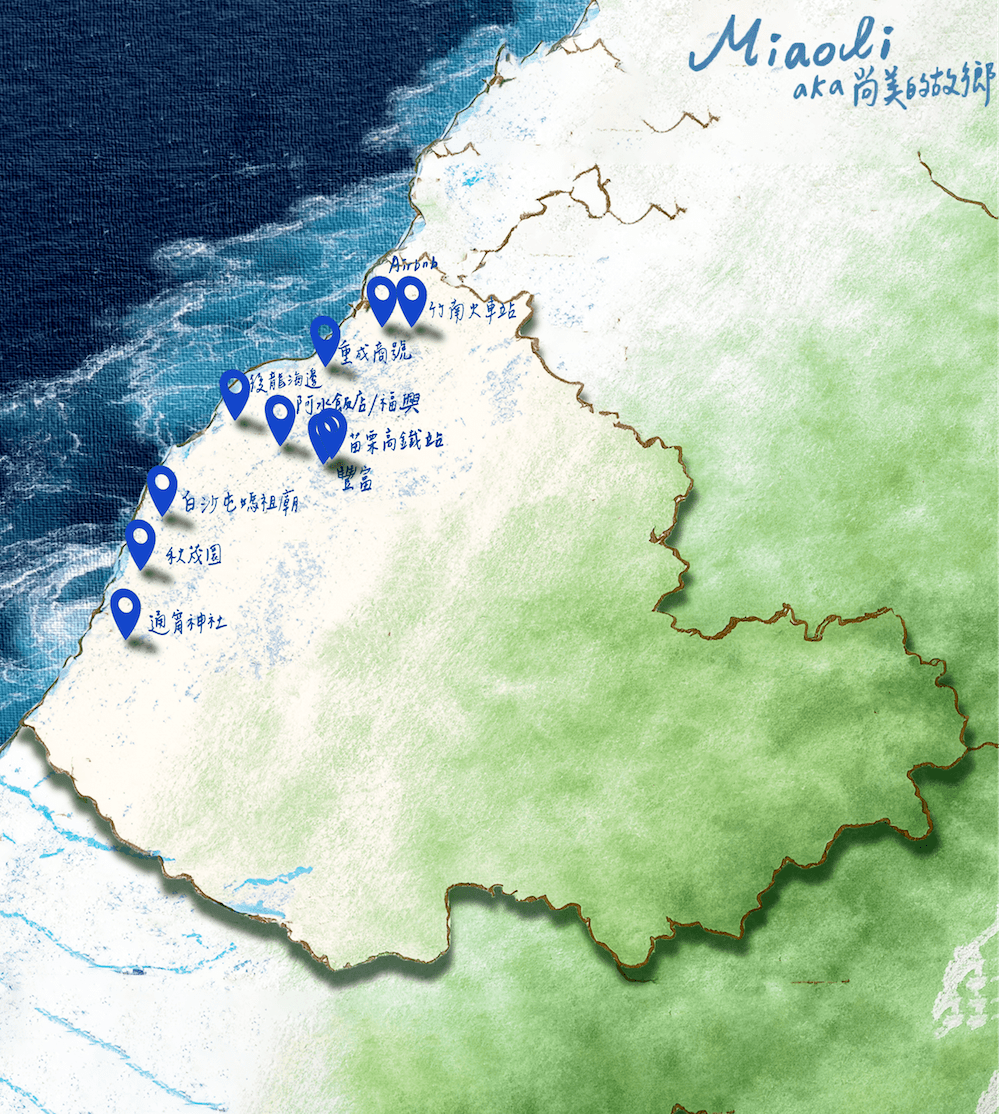 Miaoli
aka 尚美的故鄉
Airbnb
竹南火車站
重成商號
後龍海邊
阿水飯店/福興
苗栗高鐵站
豐富
白沙屯媽祖廟
秋茂園
通霄神社